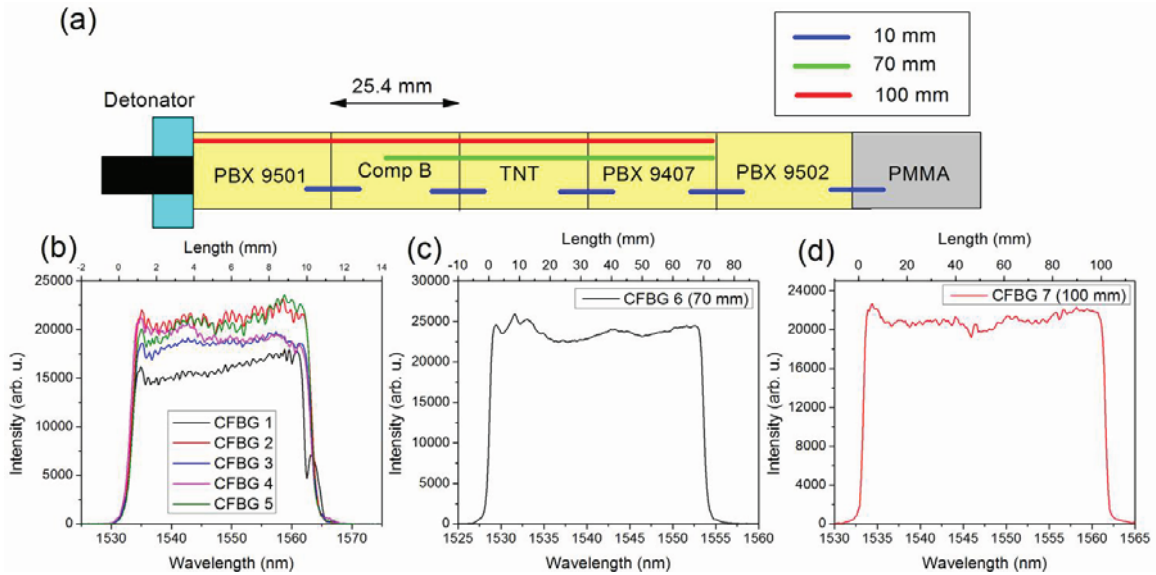 (a)
10 mm
70 mm
100 mm
25.4 mm
Detonator
PBX 9501
Comp B
TNT
PBX 9407
PBX 9502
PMMA
(b)
Length (mm)
-2 0 2 4 6 8 10 12 14
25000
20000
15000
10000
5000
0
Intensity (arb. u.)
CFBG 1
CFBG 2
CFBG 3
CFBG 4
CFBG 5
1530 1540 1550 1560 1570
Wavelength (nm)
(c)
Length (mm)
-10 0 10 20 30 40 50 60 70 80
30000
25000
20000
15000
10000
5000
0
Intensity (arb. u.)
CFBG 6 (70 mm)
1525 1530 1535 1540 1545 1550 1555 1560
Wavelength (nm)
(d)
Length (mm)
0 20 40 60 80 100
24000
21000
18000
15000
12000
9000
6000
3000
0
Intensity (arb. u.)
CFBG 7 (100 mm)
1530 1535 1540 1545 1550 1555 1560 1565
Wavelength (nm)